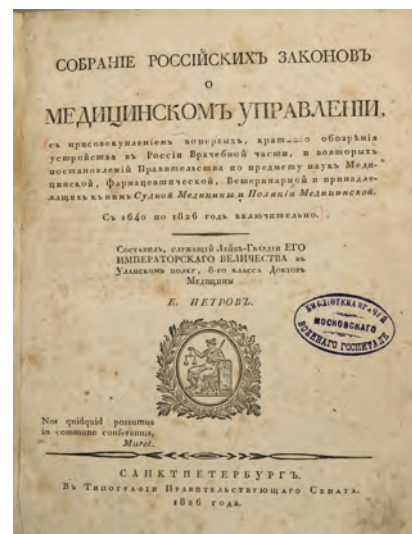 СОБРАНІЕ РОССІЙСКИХЪ ЗАКОНОВЪ
О
МЕДИЦИНСКОМЪ УПРАВЛЕНІИ,
съ присовокупленіемъ вопервыхъ, краткаго обозрѣнія
устройства въ Россіи Врачебной части, и вовторыхъ
постановленій Правительства по предмету наукъ Меди-
цинской, фармацевтической, Ветеринарной и принадле-
жащихъ къ нимъ Судной Медицины и Полиціи Медицинской.
Съ 1640 по 1826 годъ включительно.
Составилъ, служащій Лейбъ-Гвардіи ЕГО
ИМПЕРАТОРСКАГО ВЕЛИЧЕСТВА въ
Уланскомъ полку, 8-го класса Докторъ
Медицины
Е. ПЕТРОВЪ.
БИБЛІОТЕКА ВРАЧЕЙ
МОСКОВСКАГО
ВОЕННАГО ГОСПИТАЛЯ
Nos quidquid possumus
in commune conferamus,
Muret.
САНКТПЕТЕРБУРГЪ.
Въ Типографіи Правительствующаго Сената.
1826 года.